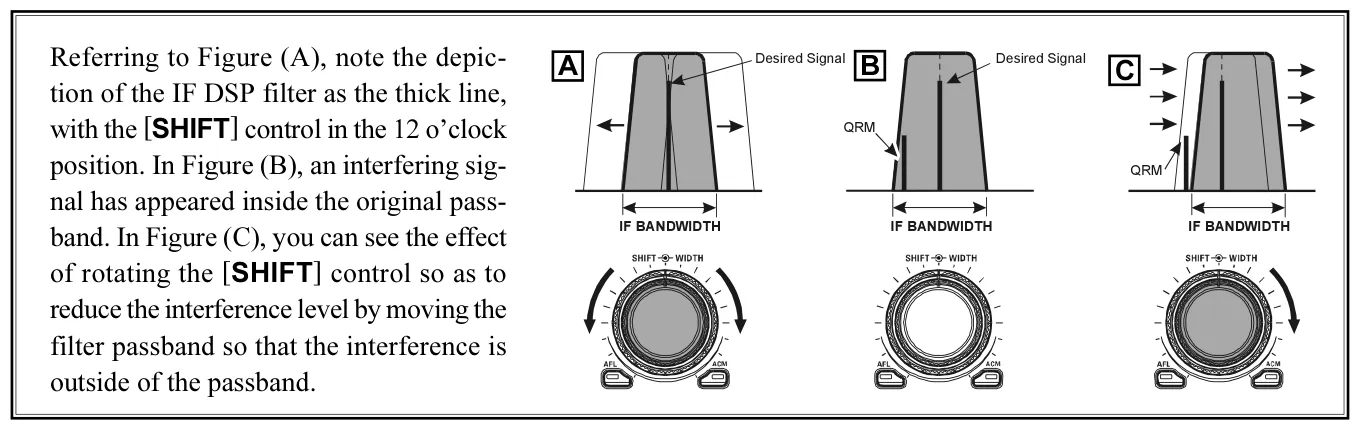 Referring to Figure (A), note the depic-
tion of the IF DSP filter as the thick line,
with the [SHIFT] control in the 12 o’clock
position. In Figure (B), an interfering sig-
nal has appeared inside the original pass-
band. In Figure (C), you can see the effect
of rotating the [SHIFT] control so as to
reduce the interference level by moving the
filter passband so that the interference is
outside of the passband.
A
Desired Signal
IF BANDWIDTH
SHIFT WIDTH
AFL
ACM
B
Desired Signal
QRM
IF BANDWIDTH
SHIFT WIDTH
AFL
ACM
C
QRM
IF BANDWIDTH
SHIFT WIDTH
AFL
ACM